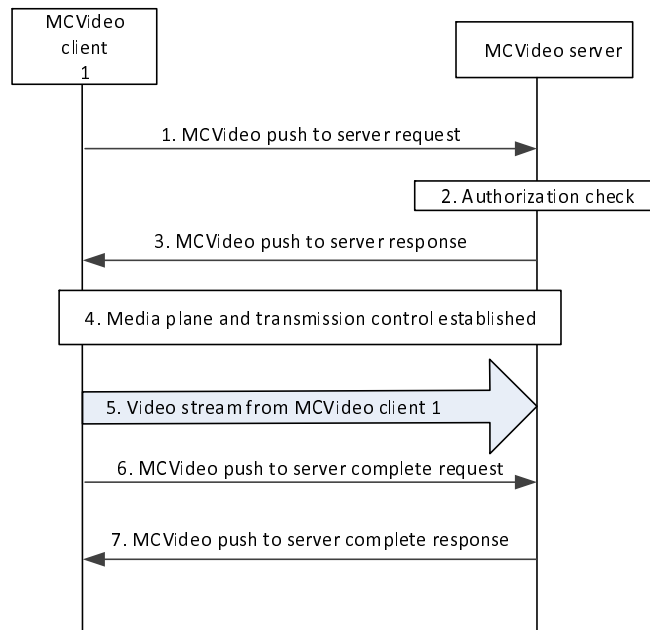 MCVideo
client
1
MCVideo server
1. MCVideo push to server request
2. Authorization check
3. MCVideo push to server response
4. Media plane and transmission control established
5. Video stream from MCVideo client 1
6. MCVideo push to server complete request
7. MCVideo push to server complete response